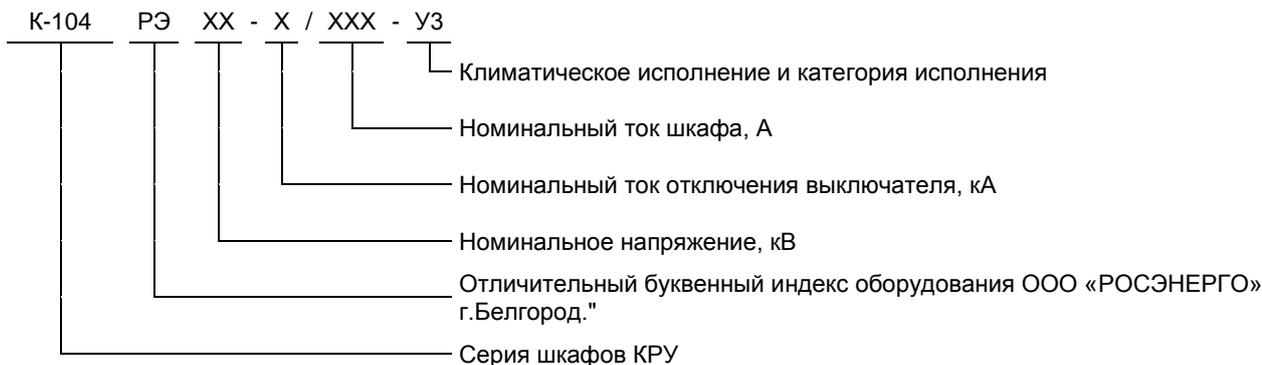 К-104 РЭ ХХ - Х / ХХХ - У3
Климатическое исполнение и категория исполнения
Номинальный ток шкафа, А
Номинальный ток отключения выключателя, кА
Номинальное напряжение, кВ
Отличительный буквенный индекс оборудования ООО «РОСЭНЕРГО»
г.Белгород."
Серия шкафов КРУ